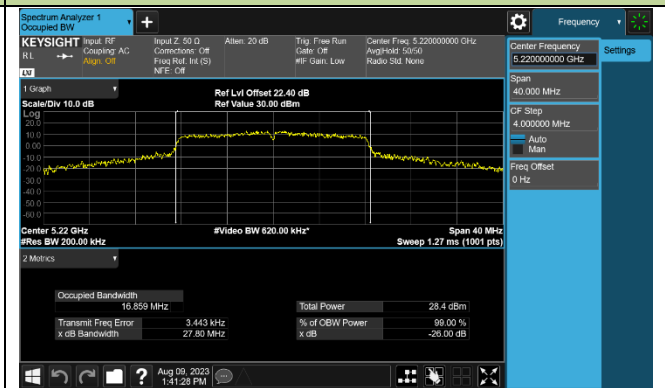 Spectrum Analyzer 1
Occupied BW
Frequency
KEYSIGHT
Input: RF
Coupling: AC
Align: Off
Input Z: 50 Ω
Corrections: Off
Freq Ref: Int (S)
NFE: Off
Atten: 20 dB
Trig: Free Run
Gate: Off
#IF Gain: Low
Center Freq: 5.220000000 GHz
Avg|Hold: 50/50
Radio Std: None
RL
LXI
Center Frequency
5.220000000 GHz
Settings
Span
40.000 MHz
CF Step
4.000000 MHz
Auto
Man
Freq Offset
0 Hz
1 Graph
Scale/Div 10.0 dB
Ref Lvl Offset 22.40 dB
Ref Value 30.00 dBm
Log
20.0
10.0
0.00
-10.0
-20.0
-30.0
-40.0
-50.0
-60.0
Center 5.22 GHz
#Video BW 620.00 kHz*
Span 40 MHz
#Res BW 200.00 kHz
Sweep 1.27 ms (1001 pts)
2 Metrics
Occupied Bandwidth
16.859 MHz
Total Power 28.4 dBm
Transmit Freq Error 3.443 kHz
% of OBW Power 99.00 %
x dB Bandwidth 27.80 MHz
x dB -26.00 dB
?
Aug 09, 2023
1:41:28 PM